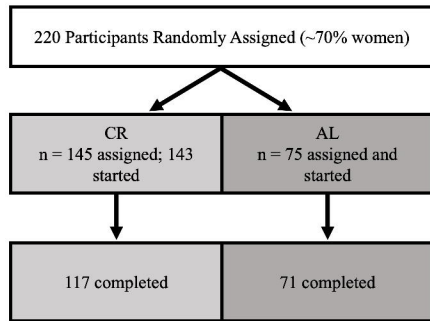 220 Participants Randomly Assigned (~70% women)
CR
n = 145 assigned; 143
started
AL
n = 75 assigned and
started
117 completed
71 completed